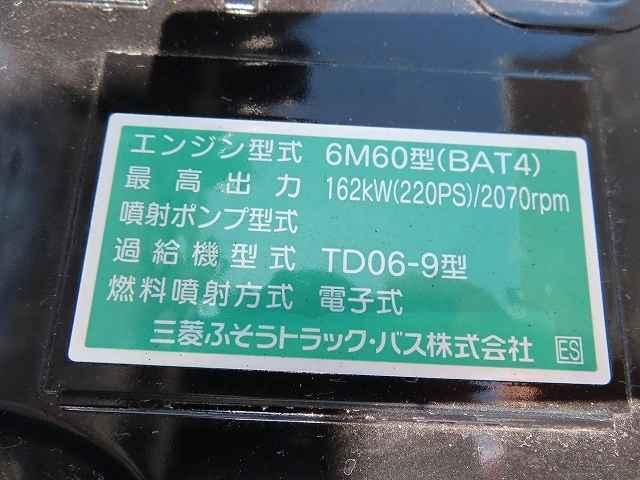 エンジン型式 6M60型(BAT4)
最高出力 162kW(220PS)/2070rpm
噴射ポンプ型式
過給機型式 TD06-9型
燃料噴射方式 電子式
三菱ふそうトラック・バス株式会社 ES